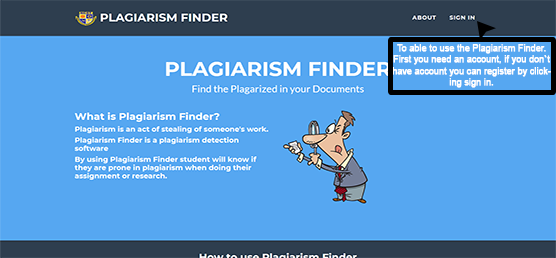 PLAGIARISM FINDER
ABOUT SIGN IN
To able to use the Plagiarism Finder.
First you need an account, if you don't
have account you can register by click-
ing sign in.
PLAGIARISM FINDER
Find the Plagarized in your Documents
What is Plagiarism Finder?
Plagiarism is an act of stealing of someone's work.
Plagiarism Finder is a plagiarism detection
software
By using Plagiarism Finder student will know if
they are prone in plagiarism when doing their
assignment or research.
How to use Plagiarism Finder